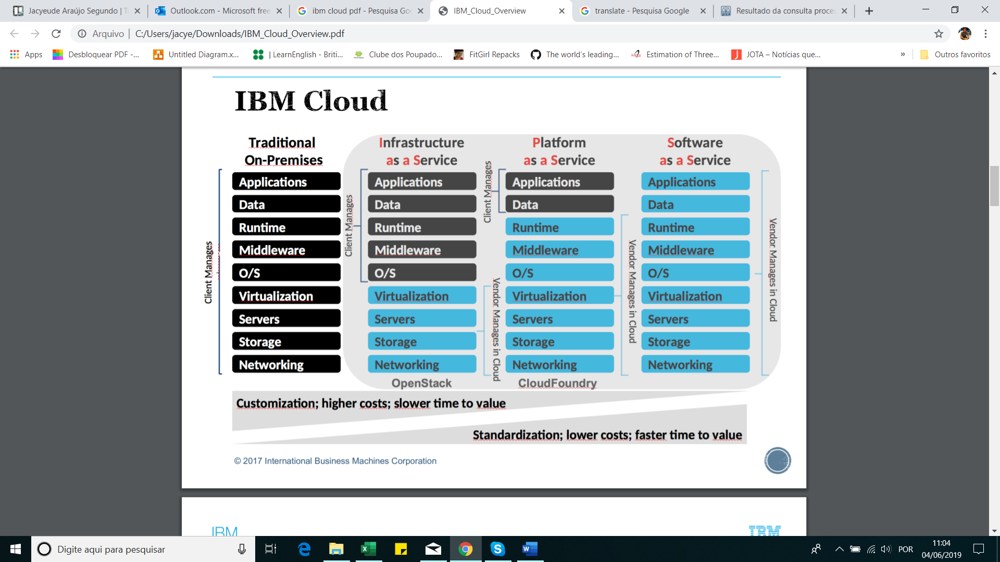 Jacyeude Araújo Segundo | Tr
Outlook.com - Microsoft free
ibm cloud pdf - Pesquisa Go
IBM_Cloud_Overview
translate - Pesquisa Google
Resultado da consulta proces
Arquivo | C:/Users/jacye/Downloads/IBM_Cloud_Overview.pdf
Apps
Desbloquear PDF -...
Untitled Diagram.x...
| LearnEnglish - Briti...
Clube dos Poupado...
FitGirl Repacks
The world's leading...
Estimation of Three...
JOTA – Notícias que...
»
Outros favoritos
IBM Cloud
Traditional
On-Premises
Client Manages
Applications
Data
Runtime
Middleware
O/S
Virtualization
Servers
Storage
Networking
Infrastructure
as a Service
Client Manages
Applications
Data
Runtime
Middleware
O/S
Virtualization
Servers
Storage
Networking
Vendor Manages in Cloud
OpenStack
Platform
as a Service
Client Manages
Applications
Data
Runtime
Middleware
O/S
Virtualization
Servers
Storage
Networking
Vendor Manages in Cloud
CloudFoundry
Software
as a Service
Applications
Data
Runtime
Middleware
O/S
Virtualization
Servers
Storage
Networking
Vendor Manages in Cloud
Customization; higher costs; slower time to value
Standardization; lower costs; faster time to value
© 2017 International Business Machines Corporation
IBM
IBM
Digite aqui para pesquisar
POR
11:04
04/06/2019